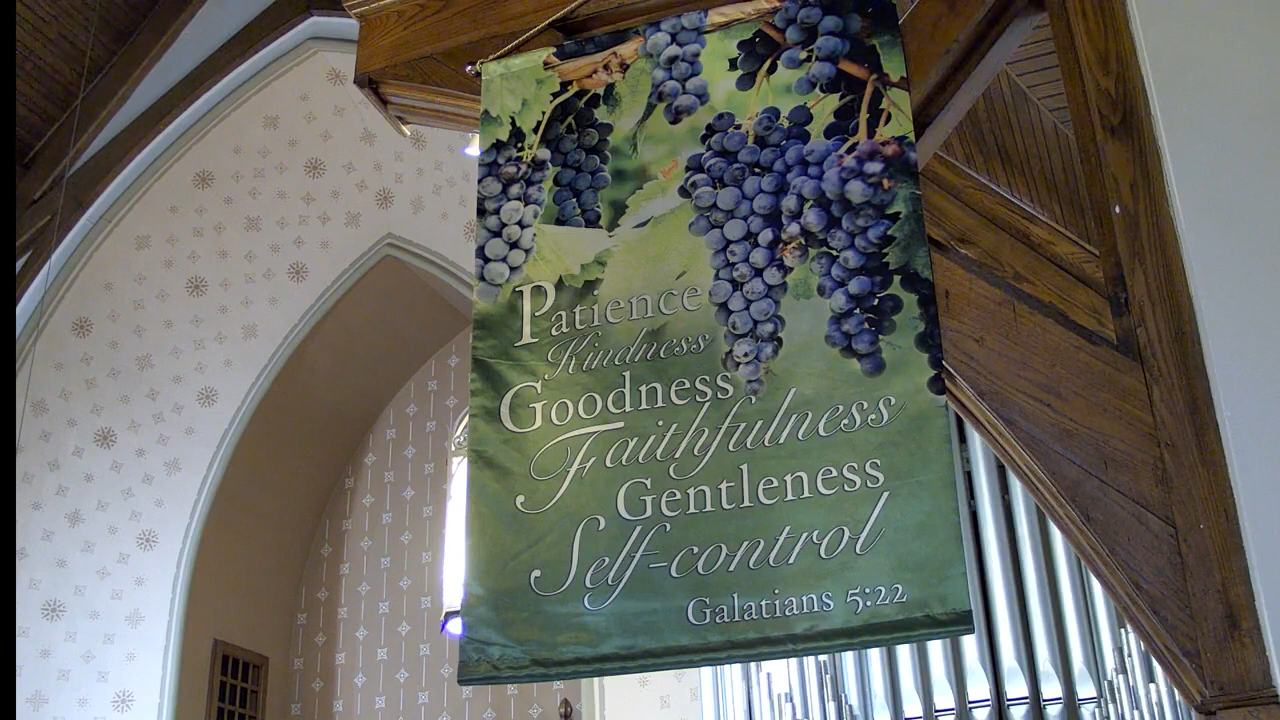 Patience
Kindness
Goodness
Faithfulness
Gentleness
Self-control
Galatians 5:22